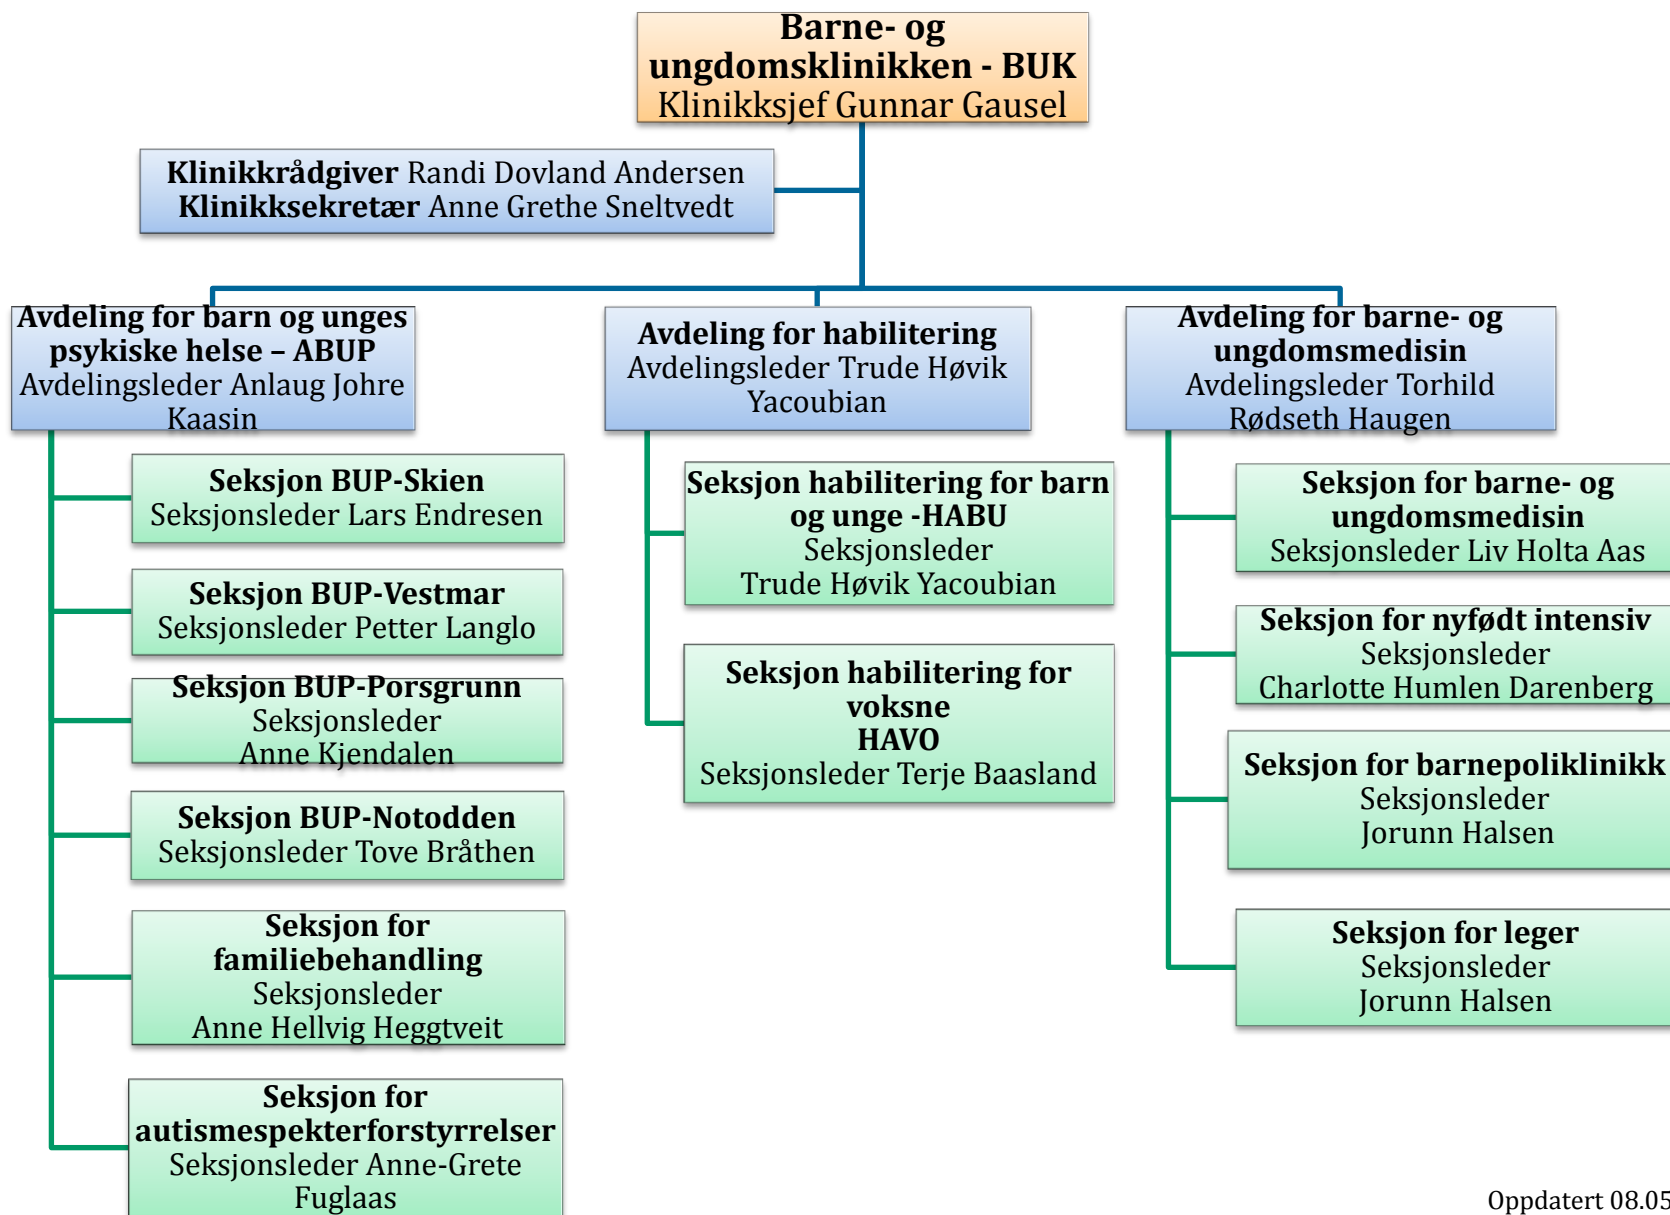 Barne- og
ungdomsklinikken - BUK
Klinikksjef Gunnar Gausel
Klinikkrådgiver Randi Dovland Andersen
Klinikksekretær Anne Grethe Sneltvedt
Avdeling for barn og unges
psykiske helse – ABUP
Avdelingsleder Anlaug Johre
Kaasin
Seksjon BUP-Skien
Seksjonsleder Lars Endresen
Seksjon BUP-Vestmar
Seksjonsleder Petter Langlo
Seksjon BUP-Porsgrunn
Seksjonsleder
Anne Kjendalen
Seksjon BUP-Notodden
Seksjonsleder Tove Bråthen
Seksjon for
familiebehandling
Seksjonsleder
Anne Hellvig Heggtveit
Seksjon for
autismespekterforstyrrelser
Seksjonsleder Anne-Grete
Fuglaas
Avdeling for habilitering
Avdelingsleder Trude Høvik
Yacoubian
Seksjon habilitering for barn
og unge -HABU
Seksjonsleder
Trude Høvik Yacoubian
Seksjon habilitering for
voksne
HAVO
Seksjonsleder Terje Baasland
Avdeling for barne- og
ungdomsmedisin
Avdelingsleder Torhild
Rødseth Haugen
Seksjon for barne- og
ungdomsmedisin
Seksjonsleder Liv Holta Aas
Seksjon for nyfødt intensiv
Seksjonsleder
Charlotte Humlen Darenberg
Seksjon for barnepoliklinikk
Seksjonsleder
Jorunn Halsen
Seksjon for leger
Seksjonsleder
Jorunn Halsen
Oppdatert 08.05